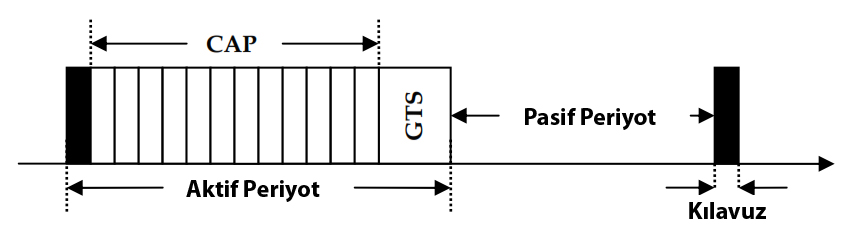 CAP
GTS
Pasif Periyot
Aktif Periyot
Kılavuz